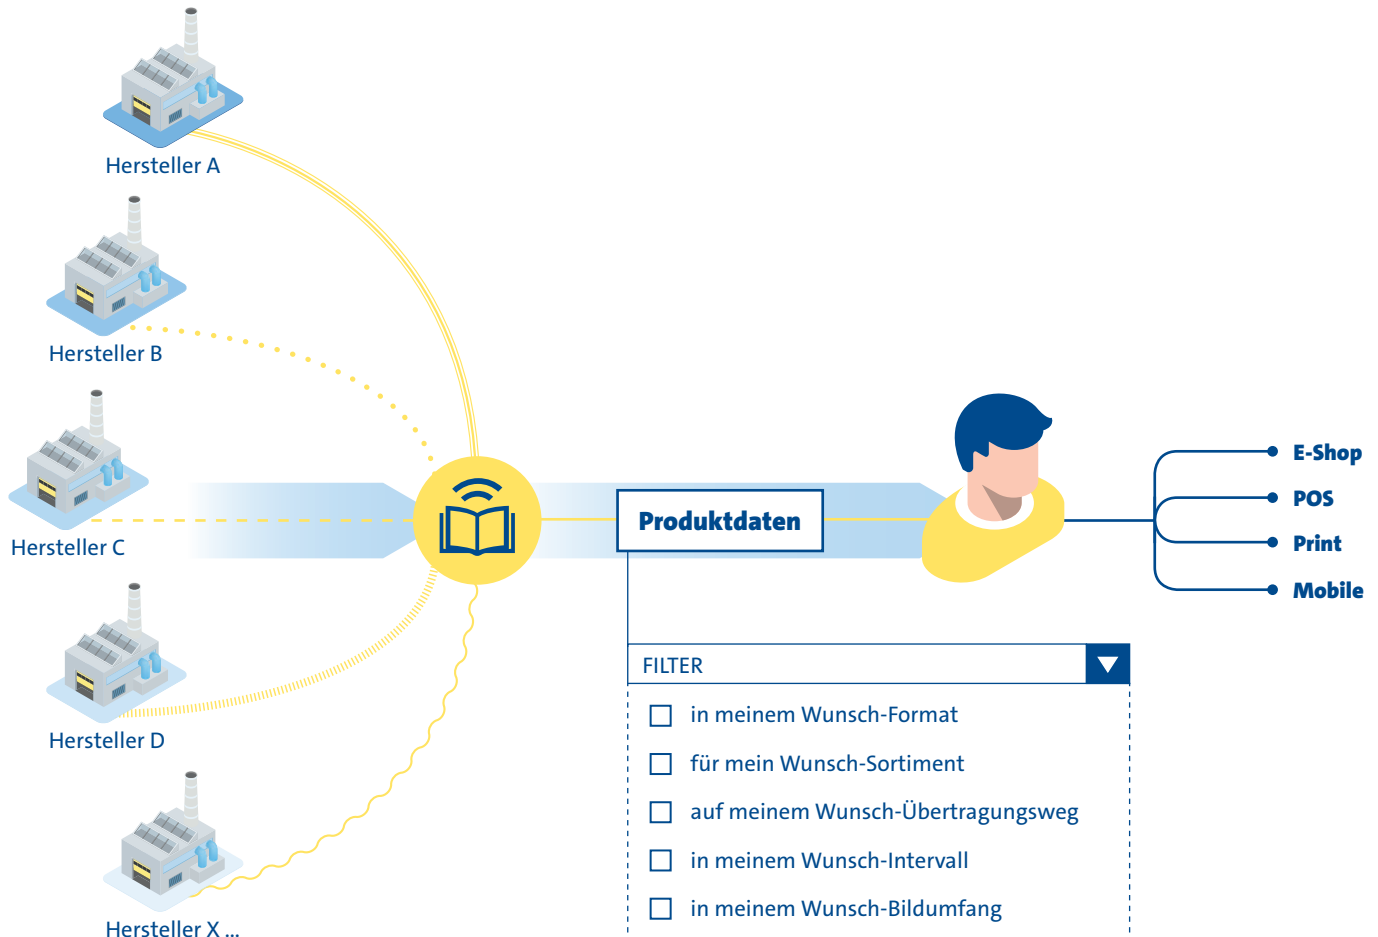 Hersteller A
Hersteller B
Hersteller C
Hersteller D
Hersteller X ...
Produktdaten
E-Shop
POS
Print
Mobile
FILTER
in meinem Wunsch-Format
für mein Wunsch-Sortiment
auf meinem Wunsch-Übertragungsweg
in meinem Wunsch-Intervall
in meinem Wunsch-Bildumfang